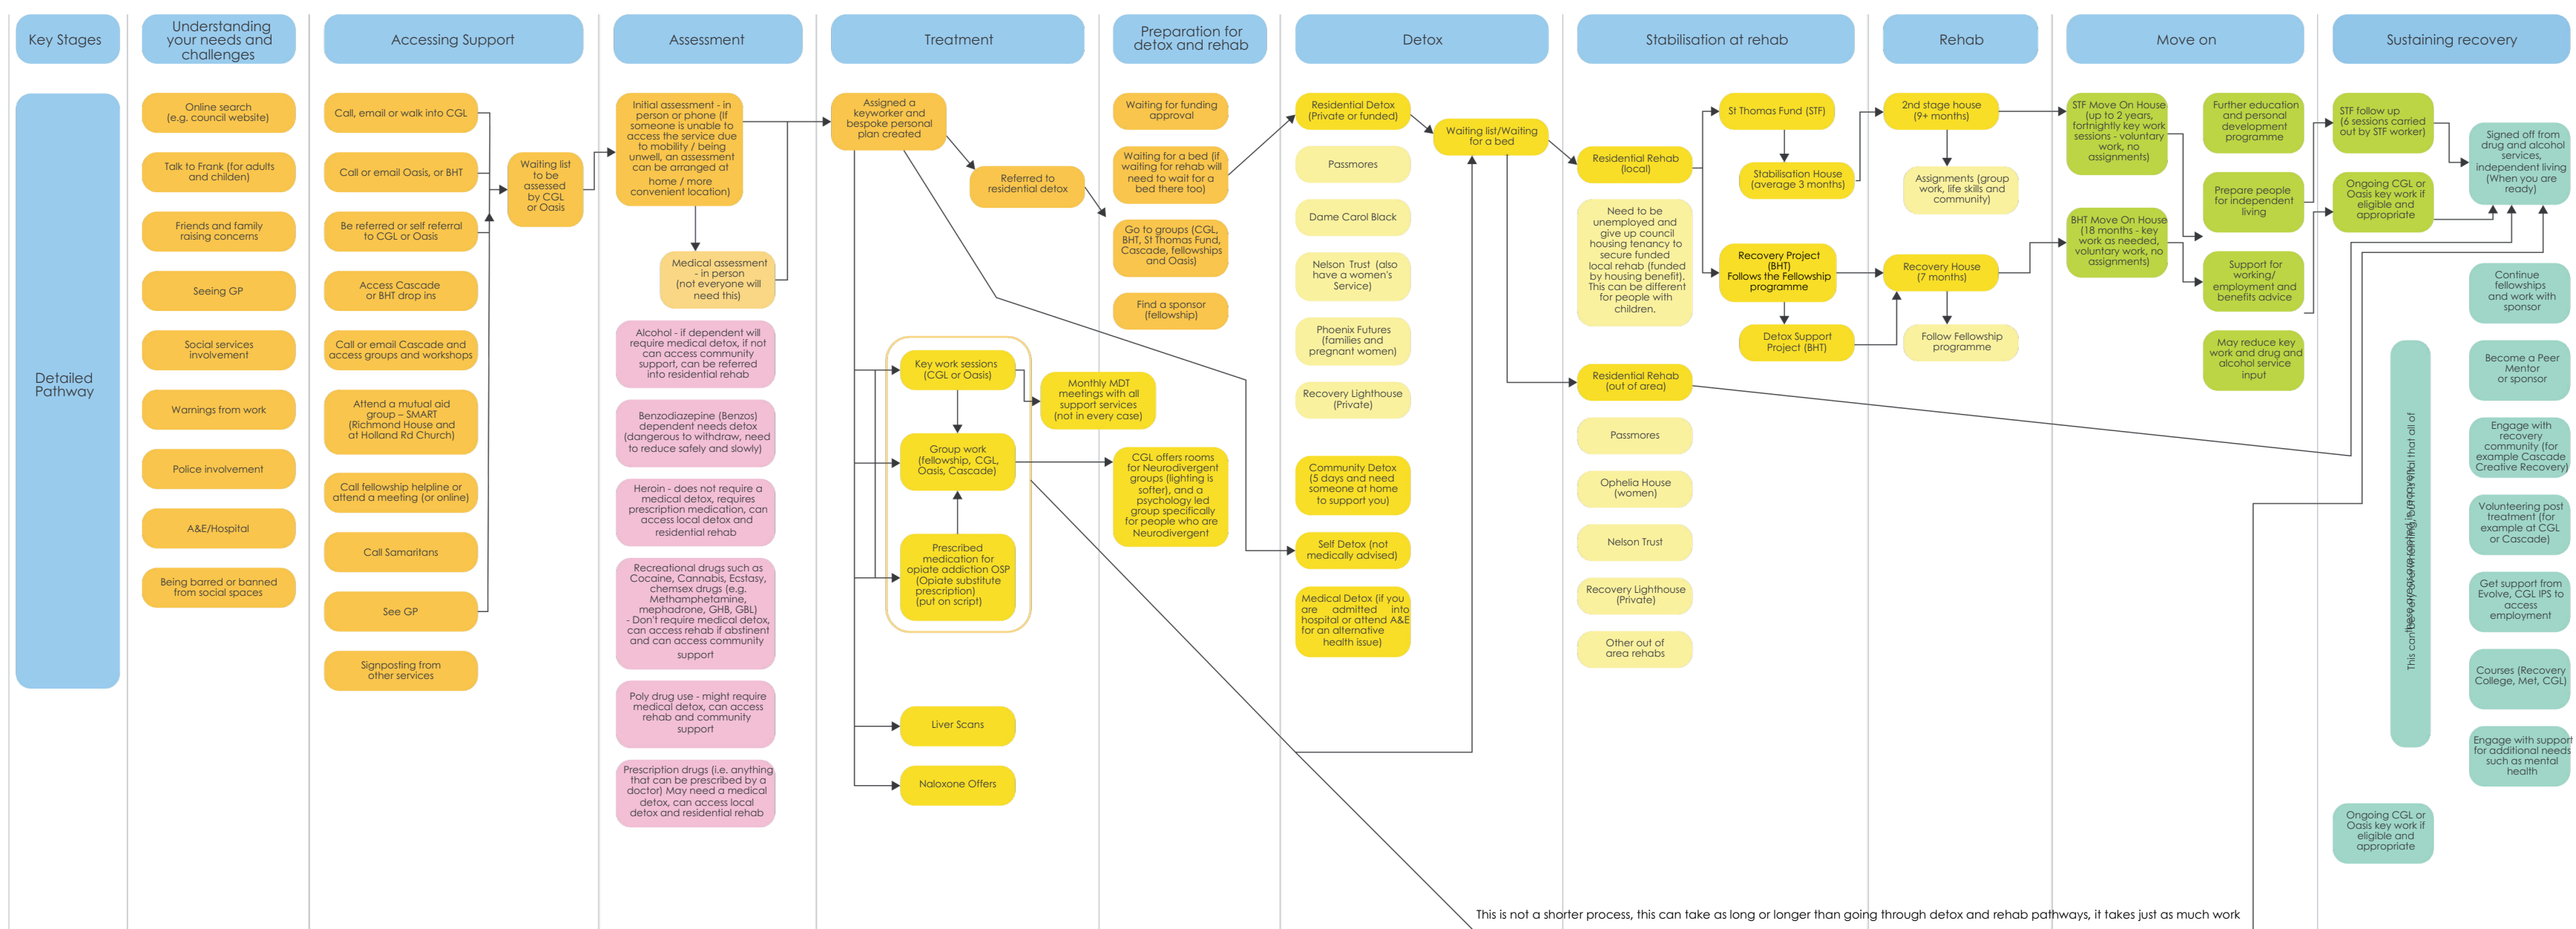 Key Stages
Understanding
your needs and
challenges
Accessing Support
Assessment
Treatment
Preparation for
detox and rehab
Detox
Stabilisation at rehab
Rehab
Move on
Sustaining recovery
Detailed
Pathway
Online search
(e.g. council website)
Talk to Frank (for adults
and childen)
Friends and family
raising concerns
Seeing GP
Social services
involvement
Warnings from work
Police involvement
A&E/Hospital
Being barred or banned
from social spaces
Call, email or walk into CGL
Call or email Oasis, or BHT
Be referred or self referral
to CGL or Oasis
Access Cascade
or BHT drop ins
Call or email Cascade and
access groups and workshops
Attend a mutual aid
group – SMART
(Richmond House and
at Holland Rd Church)
Call fellowship helpline or
attend a meeting (or online)
Call Samaritans
See GP
Signposting from
other services
Waiting list
to be
assessed
by CGL
or Oasis
Initial assessment - in
person or phone (If
someone is unable to
access the service due
to mobility / being
unwell, an assessment
can be arranged at
home / more
convenient location)
Medical assessment
- in person
(not everyone will
need this)
Alcohol - if dependent will
require medical detox, if not
can access community
support, can be referred
into residential rehab
Benzodiazepine (Benzos)
dependent needs detox
(dangerous to withdraw, need
to reduce safely and slowly)
Heroin - does not require a
medical detox, requires
prescription medication, can
access local detox and
residential rehab
Recreational drugs such as
Cocaine, Cannabis, Ecstasy,
chemsex drugs (e.g.
Methamphetamine,
mephadrone, GHB, GBL)
- Don't require medical detox,
can access rehab if abstinent
and can access community
support
Poly drug use - might require
medical detox, can access
rehab and community
support
Prescription drugs (i.e. anything
that can be prescribed by a
doctor) May need a medical
detox, can access local
detox and residential rehab
Assigned a
keyworker and
bespoke personal
plan created
Referred to
residential detox
Key work sessions
(CGL or Oasis)
Monthly MDT
meetings with all
support services
(not in every case)
Group work
(fellowship, CGL,
Oasis, Cascade)
Prescribed
medication for
opiate addiction OSP
(Opiate substitute
prescription)
(put on script)
Liver Scans
Naloxone Offers
Waiting for funding
approval
Waiting for a bed (if
waiting for rehab will
need to wait for a
bed there too)
Go to groups (CGL,
BHT, St Thomas Fund,
Cascade, fellowships
and Oasis)
Find a sponsor
(fellowship)
CGL offers rooms
for Neurodivergent
groups (lighting is
softer), and a
psychology led
group specifically
for people who are
Neurodivergent
Residential Detox
(Private or funded)
Passmores
Dame Carol Black
Nelson Trust (also
have a women's
Service)
Phoenix Futures
(families and
pregnant women)
Recovery Lighthouse
(Private)
Community Detox
(5 days and need
someone at home
to support you)
Self Detox (not
medically advised)
Medical Detox (if you
are admitted into
hospital or attend A&E
for an alternative
health issue)
Waiting list/Waiting
for a bed
Residential Rehab
(local)
Need to be
unemployed and
give up council
housing tenancy to
secure funded
local rehab (funded
by housing benefit).
This can be different
for people with
children.
Residential Rehab
(out of area)
Passmores
Ophelia House
(women)
Nelson Trust
Recovery Lighthouse
(Private)
Other out of
area rehabs
St Thomas Fund (STF)
Stabilisation House
(average 3 months)
Recovery Project
(BHT)
Follows the Fellowship
programme
Detox Support
Project (BHT)
2nd stage house
(9+ months)
Assignments (group
work, life skills and
community)
Recovery House
(7 months)
Follow Fellowship
programme
STF Move On House
(up to 2 years,
fortnightly key work
sessions - voluntary
work, no
assignments)
BHT Move On House
(18 months - key
work as needed,
voluntary work, no
assignments)
Further education
and personal
development
programme
Prepare people
for independent
living
Support for
working/
employment and
benefits advice
May reduce key
work and drug and
alcohol service
input
STF follow up
(6 sessions carried
out by STF worker)
Ongoing CGL or
Oasis key work if
eligible and
appropriate
Signed off from
drug and alcohol
services,
independent living
(When you are
ready)
Continue
fellowships
and work with
sponsor
Become a Peer
Mentor
or sponsor
Engage with
recovery
community (for
example Cascade
Creative Recovery)
Volunteering post
treatment (for
example at CGL
or Cascade)
Get support from
Evolve, CGL IPS to
access
employment
Courses (Recovery
College, Met, CGL)
Engage with support
for additional needs
such as mental
health
This can be
that all of
Ongoing CGL or
Oasis key work if
eligible and
appropriate
This is not a shorter process, this can take as long or longer than going through detox and rehab pathways, it takes just as much work